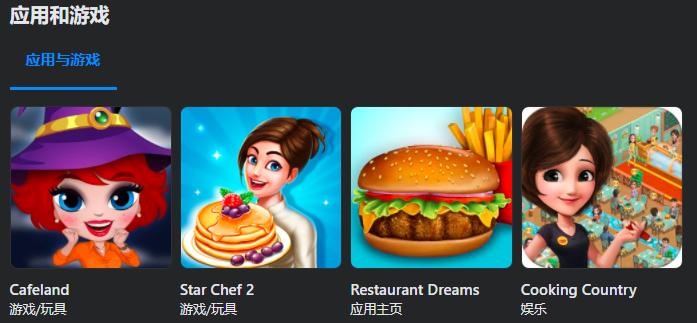 应用和游戏
应用与游戏
Cafeland
游戏/玩具
Star Chef 2
游戏/玩具
Restaurant Dreams
应用主页
Cooking Country
娱乐